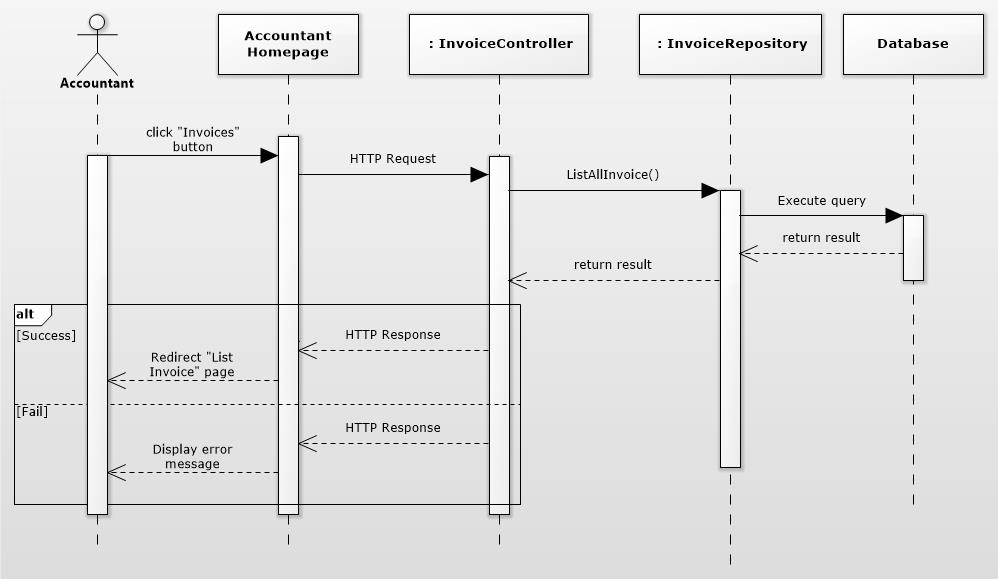 Accountant
Accountant
Homepage
: InvoiceController
: InvoiceRepository
Database
click "Invoices"
button
HTTP Request
ListAllInvoice()
Execute query
return result
return result
alt
[Success]
HTTP Response
Redirect "List
Invoice" page
[Fail]
HTTP Response
Display error
message